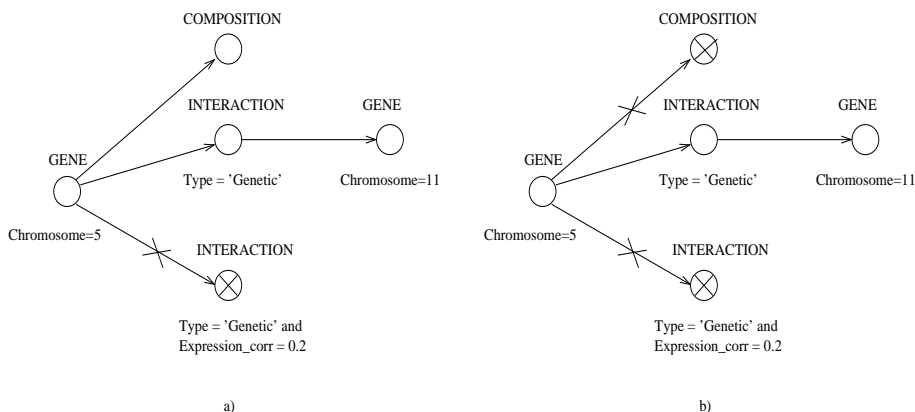 COMPOSITION
INTERACTION
GENE
GENE
Type = 'Genetic'
Chromosome=11
Chromosome=5
INTERACTION
Type = 'Genetic' and
Expression_corr = 0.2
a)
COMPOSITION
INTERACTION
GENE
GENE
Type = 'Genetic'
Chromosome=11
Chromosome=5
INTERACTION
Type = 'Genetic' and
Expression_corr = 0.2
b)